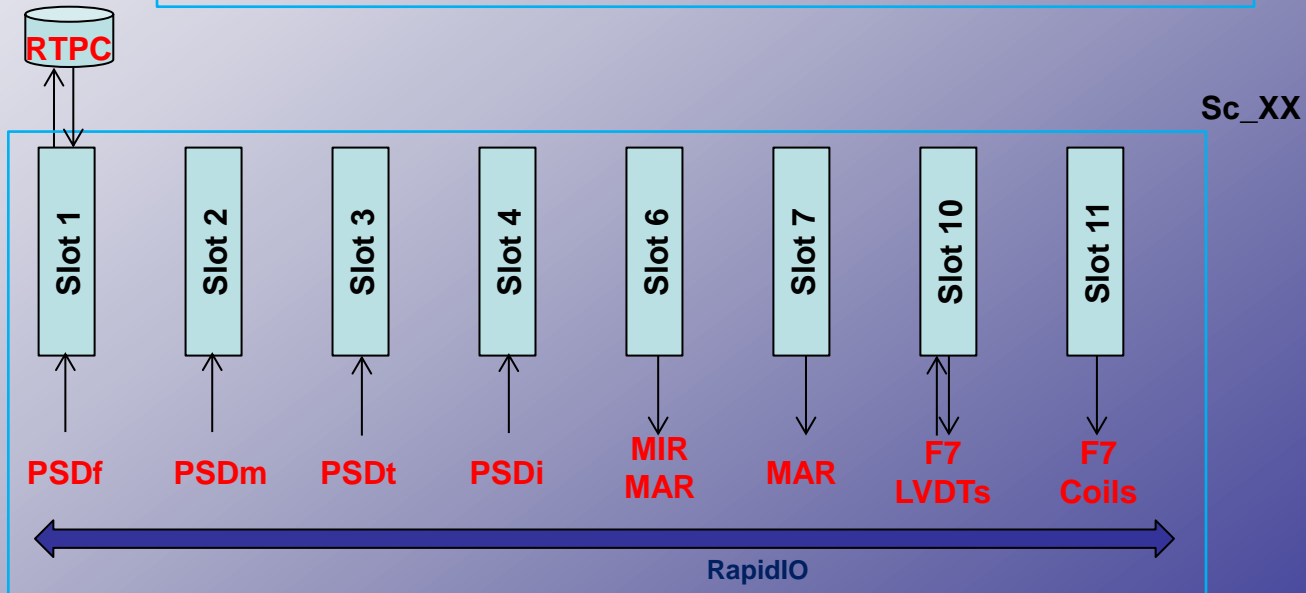 RTPC
Sc_XX
Slot 1
Slot 2
Slot 3
Slot 4
Slot 6
Slot 7
Slot 10
Slot 11
PSDf
PSDm
PSDt
PSDi
MIR
MAR
MAR
F7
LVDTs
F7
Coils
RapidIO